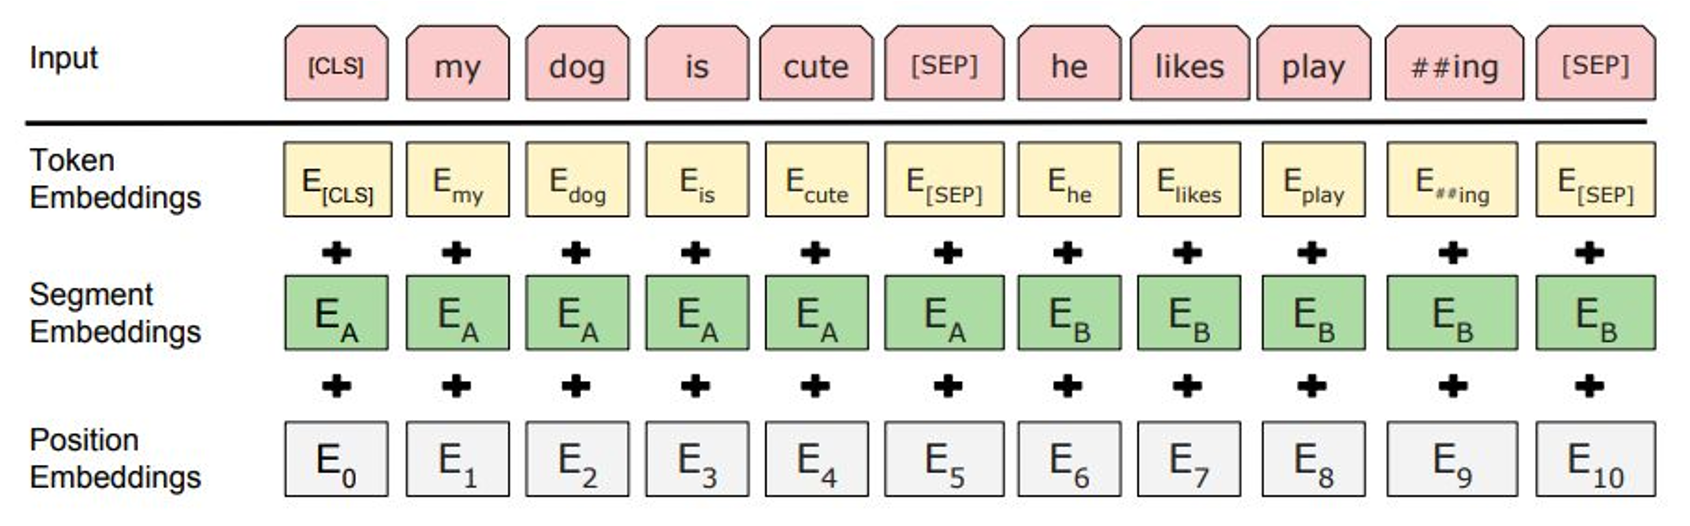 Input [CLS] my dog is cute [SEP] he likes play ##ing [SEP]
Token Embeddings E[CLS] Emy Edog Eis Ecute E[SEP] Ehe Elikes Eplay E##ing E[SEP]
+ + + + + + + + + + +
Segment Embeddings EA EA EA EA EA EA EB EB EB EB EB
+ + + + + + + + + + +
Position Embeddings E0 E1 E2 E3 E4 E5 E6 E7 E8 E9 E10